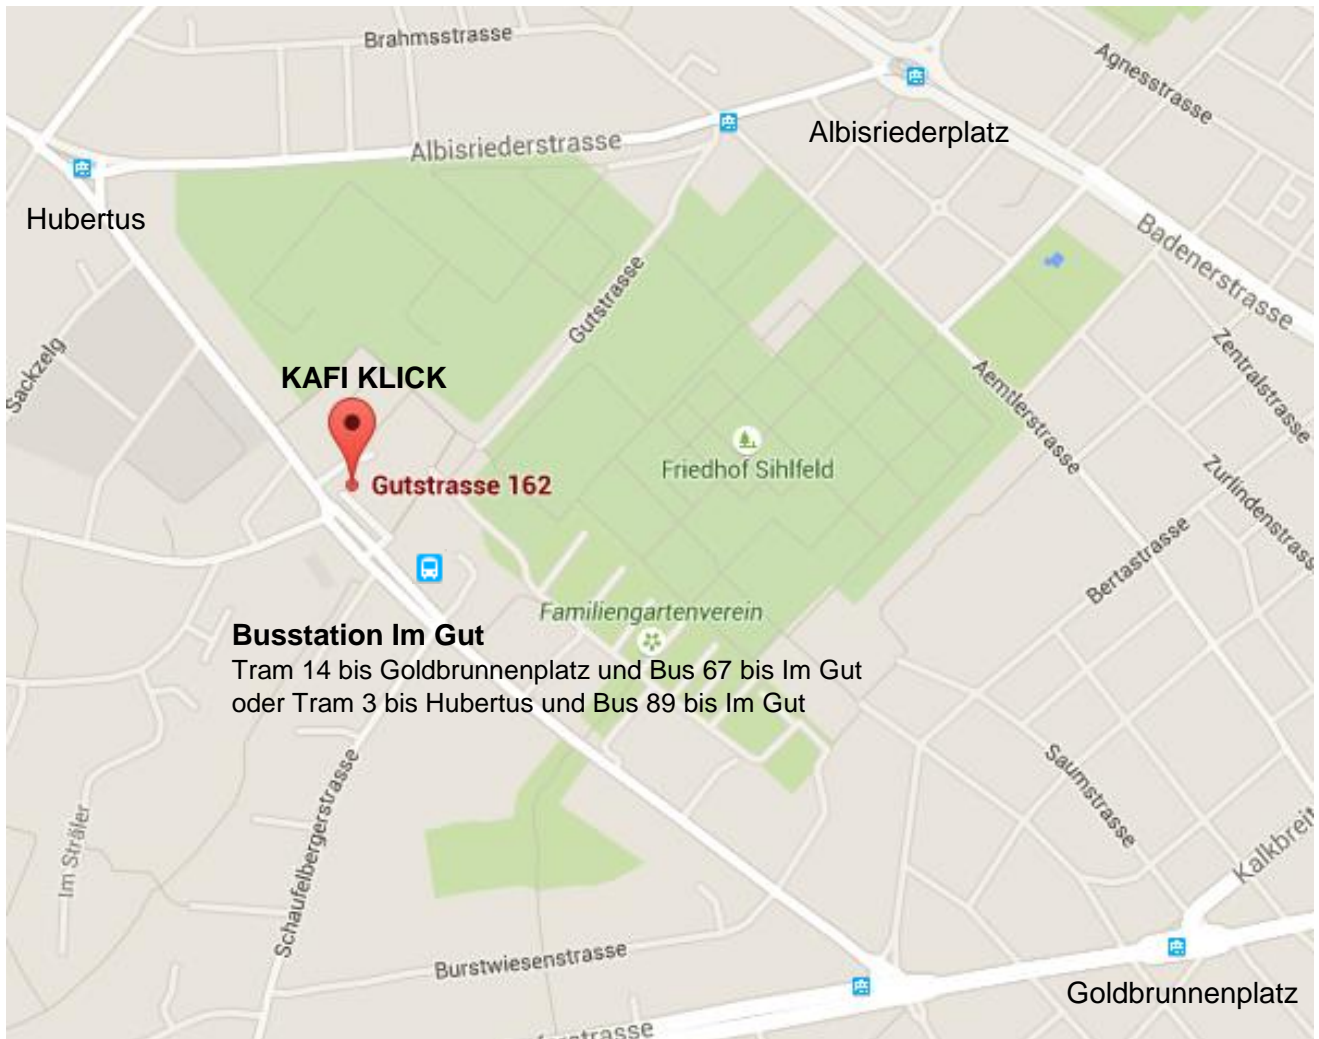 Brahmsstrasse
Agnesstrasse
Albisriederplatz
Albisriederstrasse
Hubertus
Badenerstrasse
Gutstrasse
Sackzelg
Zentralstrasse
KAFI KLICK
Aemtlerstrasse
Friedhof Sihlfeld
Gutstrasse 162
Zurlindenstrass
Bertastrasse
Familiengartenverein
Busstation Im Gut
Tram 14 bis Goldbrunnenplatz und Bus 67 bis Im Gut
oder Tram 3 bis Hubertus und Bus 89 bis Im Gut
Saumstrasse
Schaufelbergerstrasse
Im Sträler
Kalkbreit
Burstwiesenstrasse
Goldbrunnenplatz